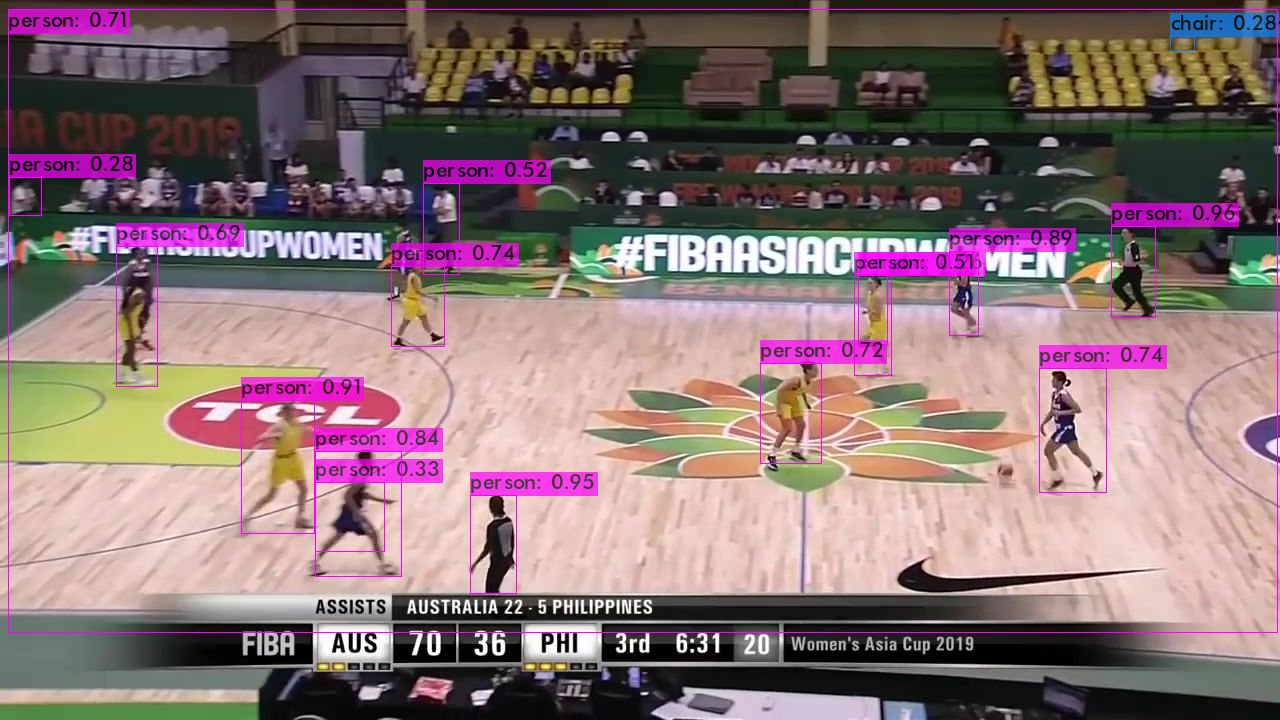 person: 0.71
chair: 0.28
IA CUP 2019
person: 0.28
person: 0.52
person: 0.96
person: 0.69
person: 0.89
person: 0.74
person: 0.51
#FIBAASIACUPWOMEN
#FIBAASIACUPWOMEN
person: 0.72
person: 0.74
person: 0.91
TCL
person: 0.84
person: 0.33
person: 0.95
ASSISTS AUSTRALIA 22 - 5 PHILIPPINES
FIBA AUS 70 36 PHI 3rd 6:31 20 Women's Asia Cup 2019